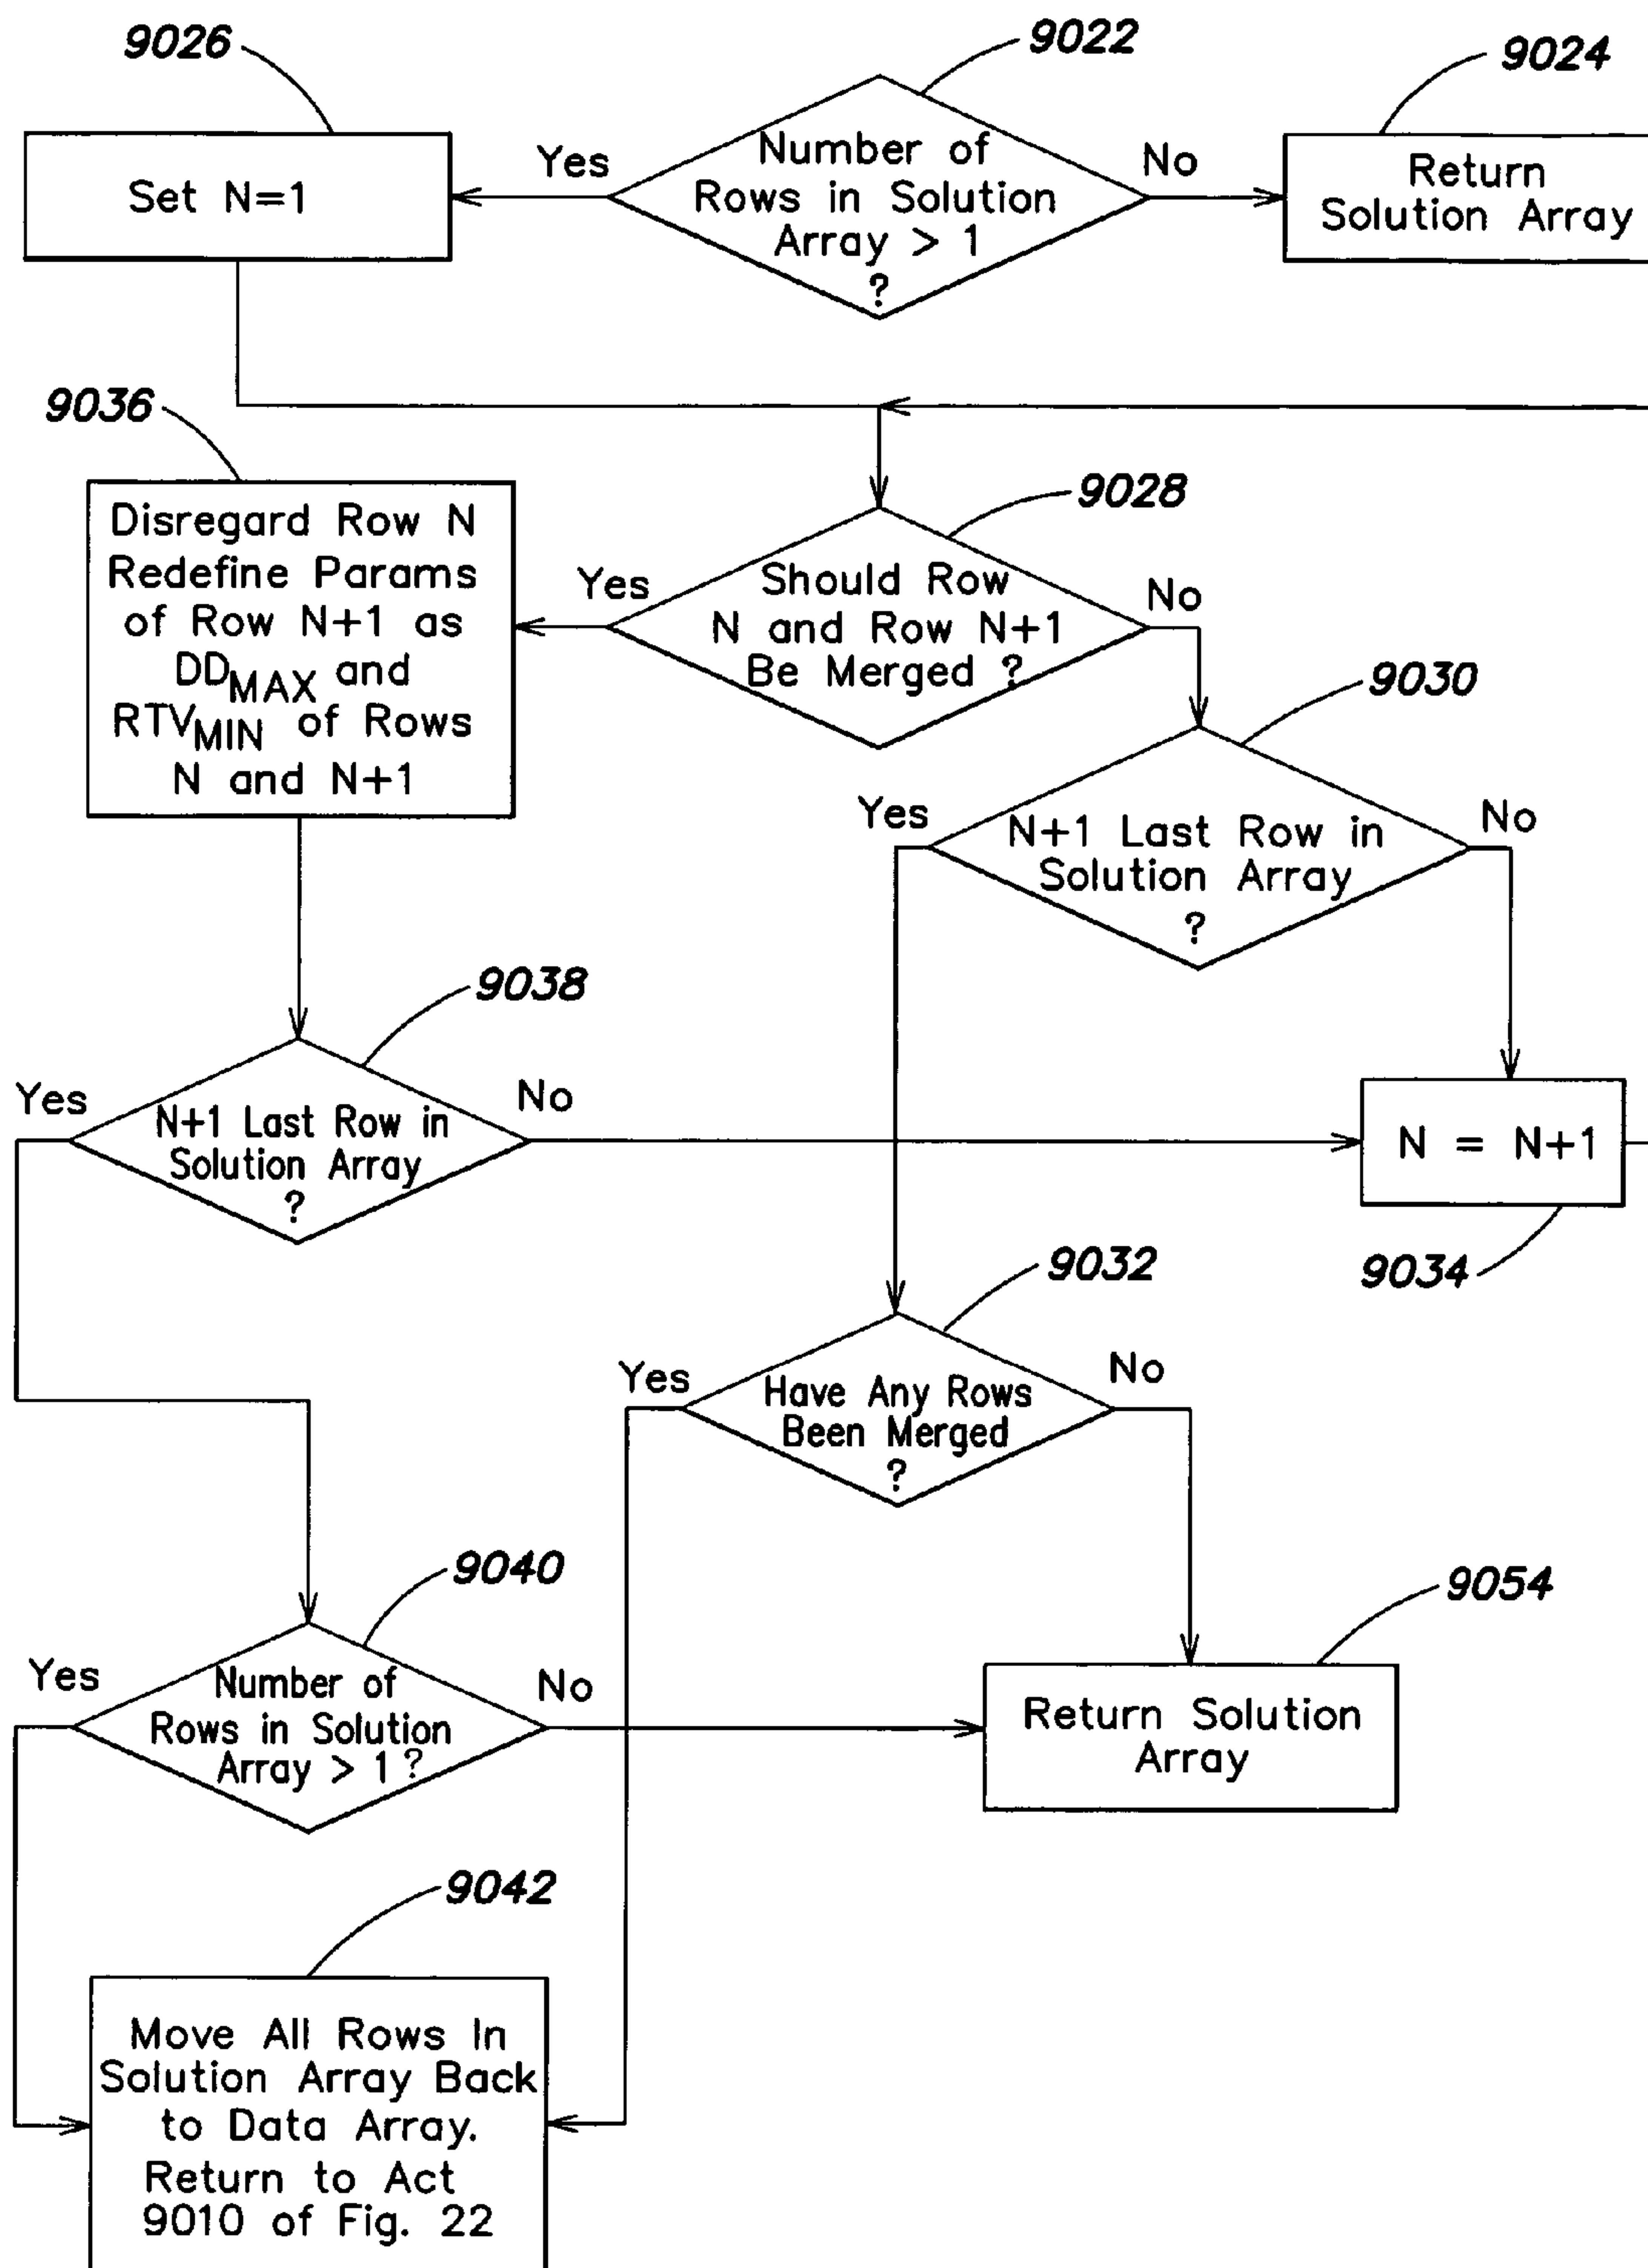 9026
9022
9024
Yes
Number of
Rows in Solution
Array > 1
?
No
Set N=1
Return
Solution Array
9036
9028
Disregard Row N
Redefine Params
of Row N+1 as
DDMAX and
RTVMIN of Rows
N and N+1
Yes
Should Row
N and Row N+1
Be Merged ?
No
9030
Yes
N+1 Last Row in
Solution Array
?
No
9038
Yes
N+1 Last Row in
Solution Array
?
No
N = N+1
9034
9032
Yes
Have Any Rows
Been Merged
?
No
9040
Yes
Number of
Rows in Solution
Array > 1 ?
No
9054
Return Solution
Array
9042
Move All Rows In
Solution Array Back
to Data Array.
Return to Act
9010 of Fig. 22